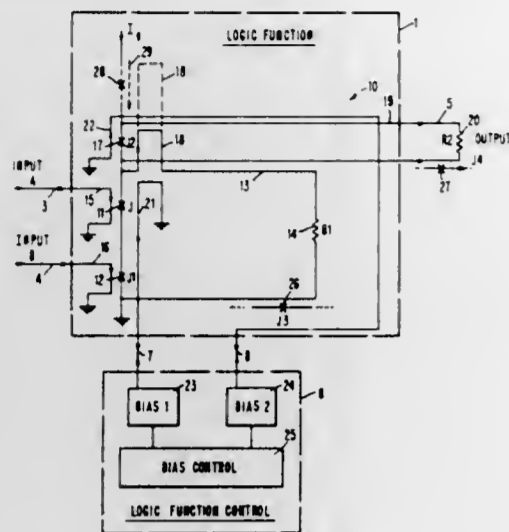 LOGIC FUNCTION
1
I g
28
29
18
10
19
5
20
22
17
J2
18
R2
OUTPUT
J4
27
INPUT
4
3
15
11
J
13
21
14
R1
INPUT
8
4
16
12
J1
26
J3
7
8
23
24
6
BIAS 1
BIAS 2
25
BIAS CONTROL
LOGIC FUNCTION CONTROL